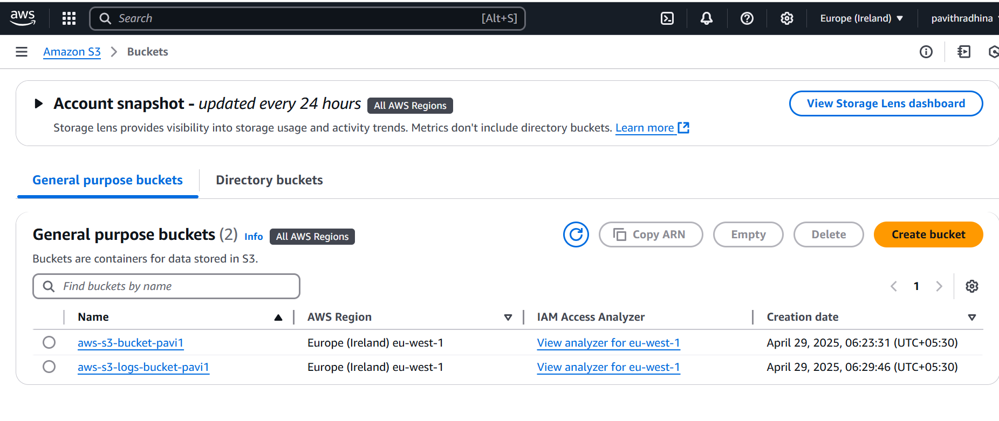 aws
Search [Alt+S] Europe (Ireland) pavithradhina
Amazon S3 Buckets
Account snapshot - updated every 24 hours All AWS Regions View Storage Lens dashboard
Storage lens provides visibility into storage usage and activity trends. Metrics don't include directory buckets. Learn more
General purpose buckets Directory buckets
General purpose buckets (2) Info All AWS Regions Copy ARN Empty Delete Create bucket
Buckets are containers for data stored in S3.
Find buckets by name 1
Name AWS Region IAM Access Analyzer Creation date
aws-s3-bucket-pavi1 Europe (Ireland) eu-west-1 View analyzer for eu-west-1 April 29, 2025, 06:23:31 (UTC+05:30)
aws-s3-logs-bucket-pavi1 Europe (Ireland) eu-west-1 View analyzer for eu-west-1 April 29, 2025, 06:29:46 (UTC+05:30)